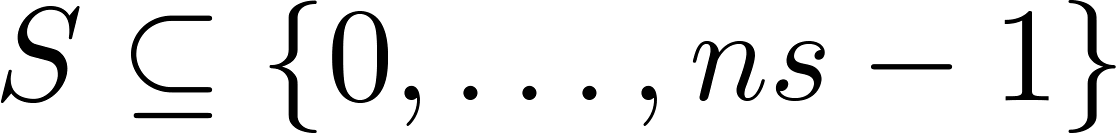 S ⊆ {0, . . . , ns − 1}